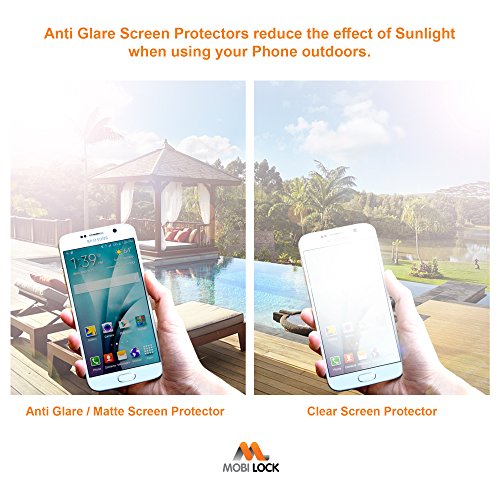 Anti Glare Screen Protectors reduce the effect of Sunlight
when using your Phone outdoors.
SAMSUNG
1:39
Anti Glare / Matte Screen Protector
Clear Screen Protector
MOBI LOCK